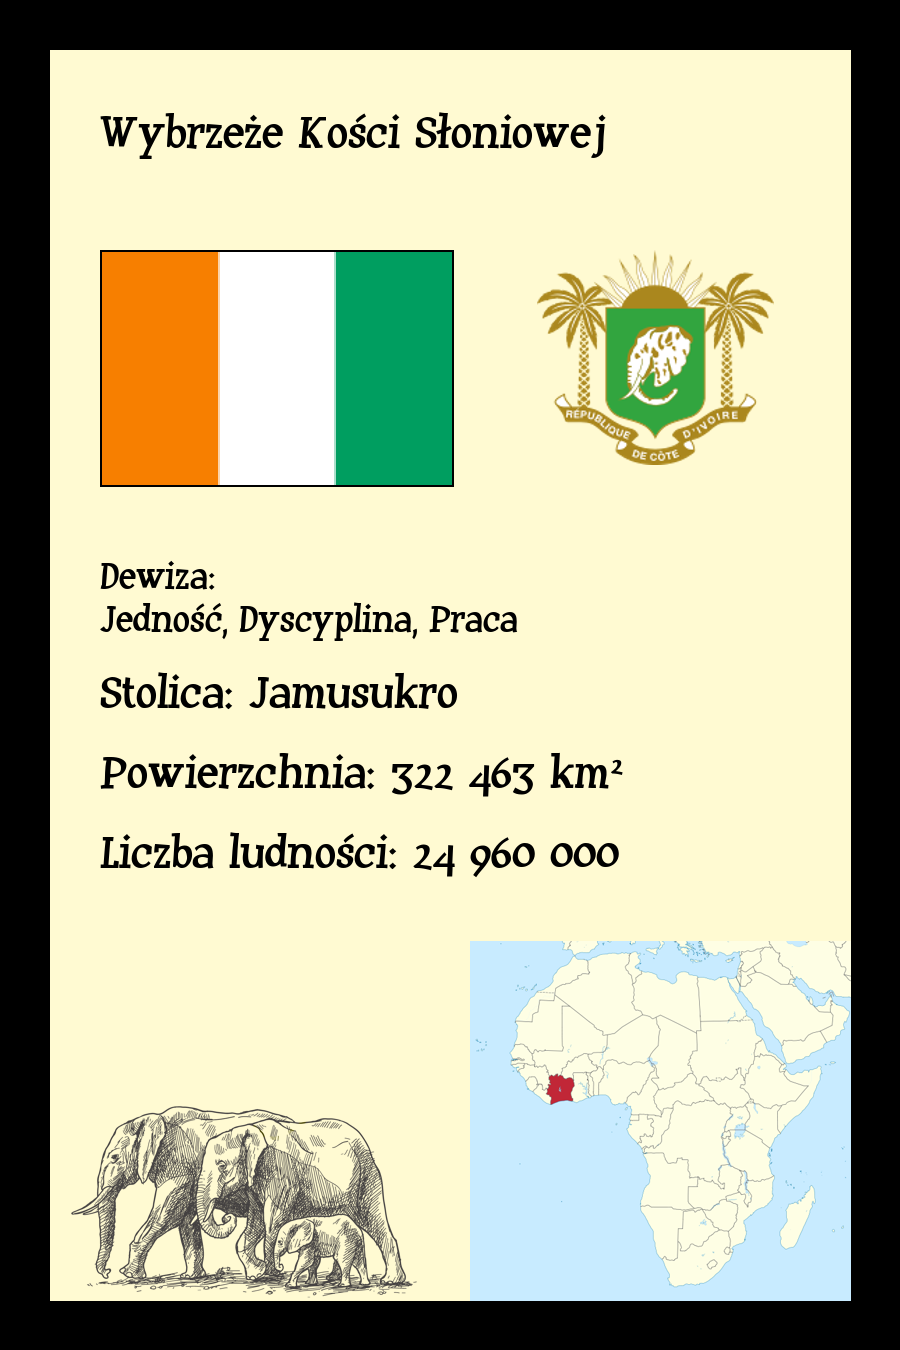 Wybrzeże Kości Słoniowej
RÉPUBLIQUE DE CÔTE D'IVOIRE
Dewiza:
Jedność, Dyscyplina, Praca
Stolica: Jamusukro
Powierzchnia: 322 463 km²
Liczba ludności: 24 960 000